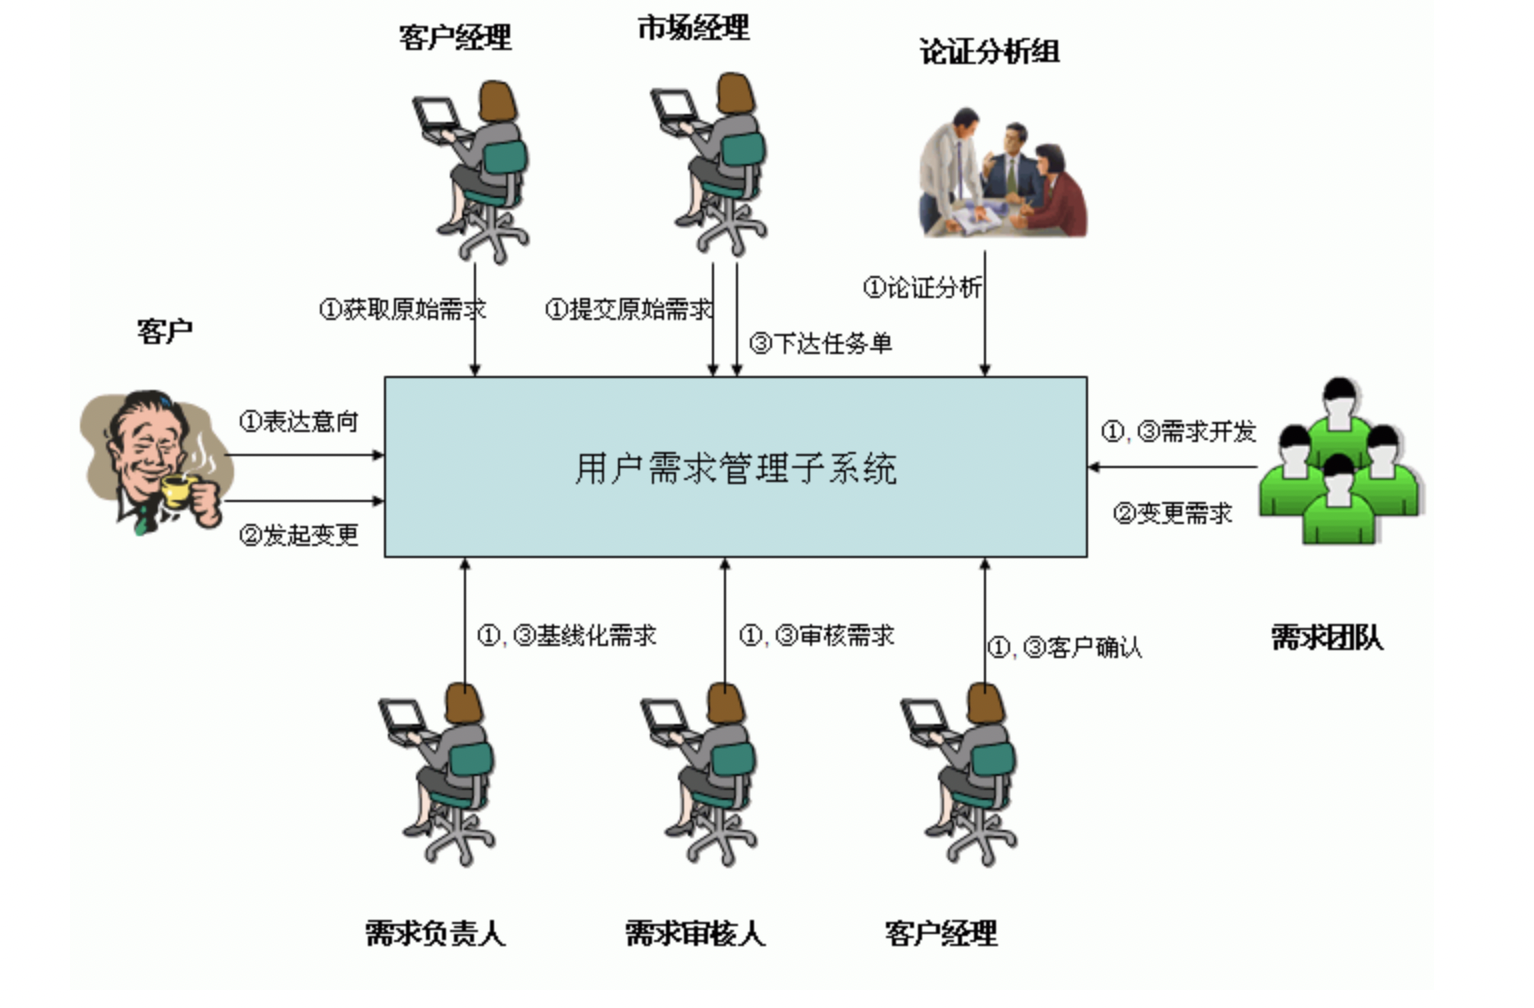 客户经理
市场经理
论证分析组
①获取原始需求
①提交原始需求
①论证分析
③下达任务单
客户
①表达意向
②发起变更
用户需求管理子系统
①, ③需求开发
②变更需求
需求团队
①, ③基线化需求
①, ③审核需求
①, ③客户确认
需求负责人
需求审核人
客户经理